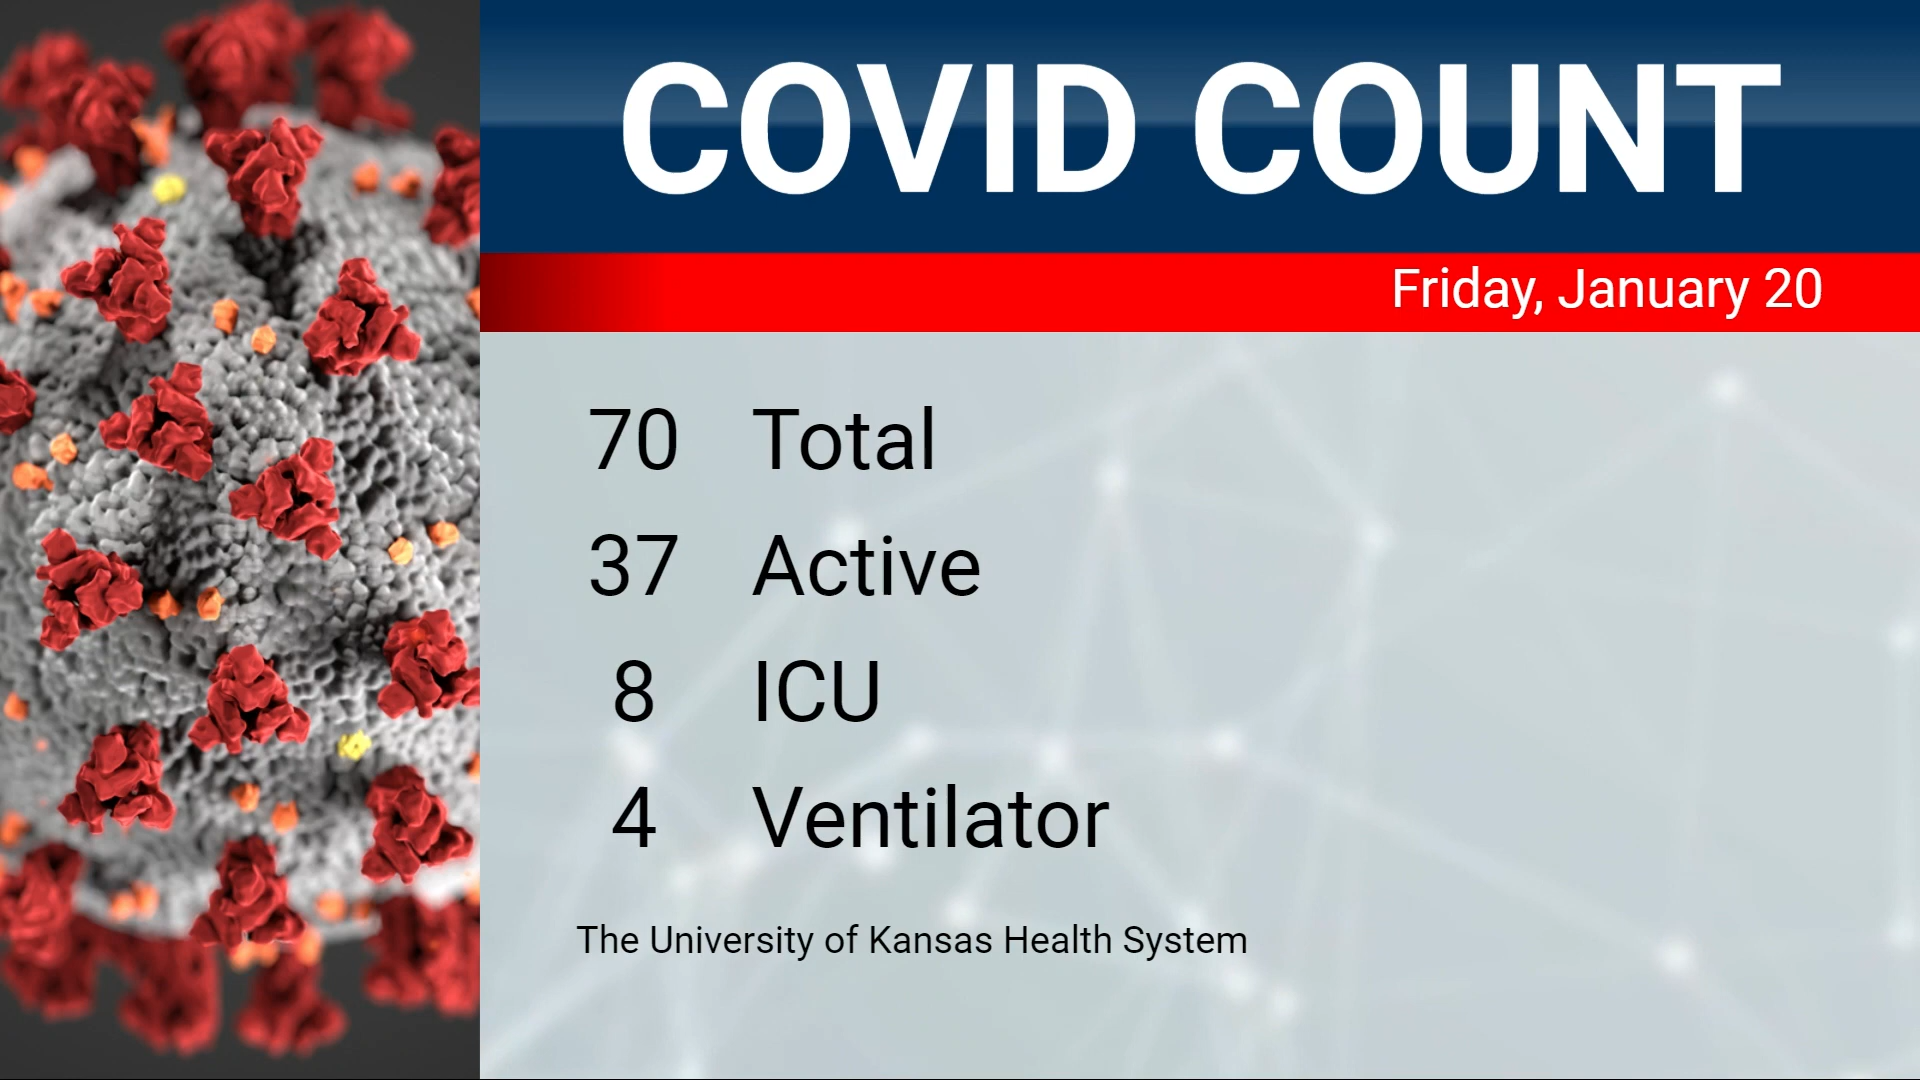 COVID COUNT
Friday, January 20
70 Total
37 Active
8 ICU
4 Ventilator
The University of Kansas Health System